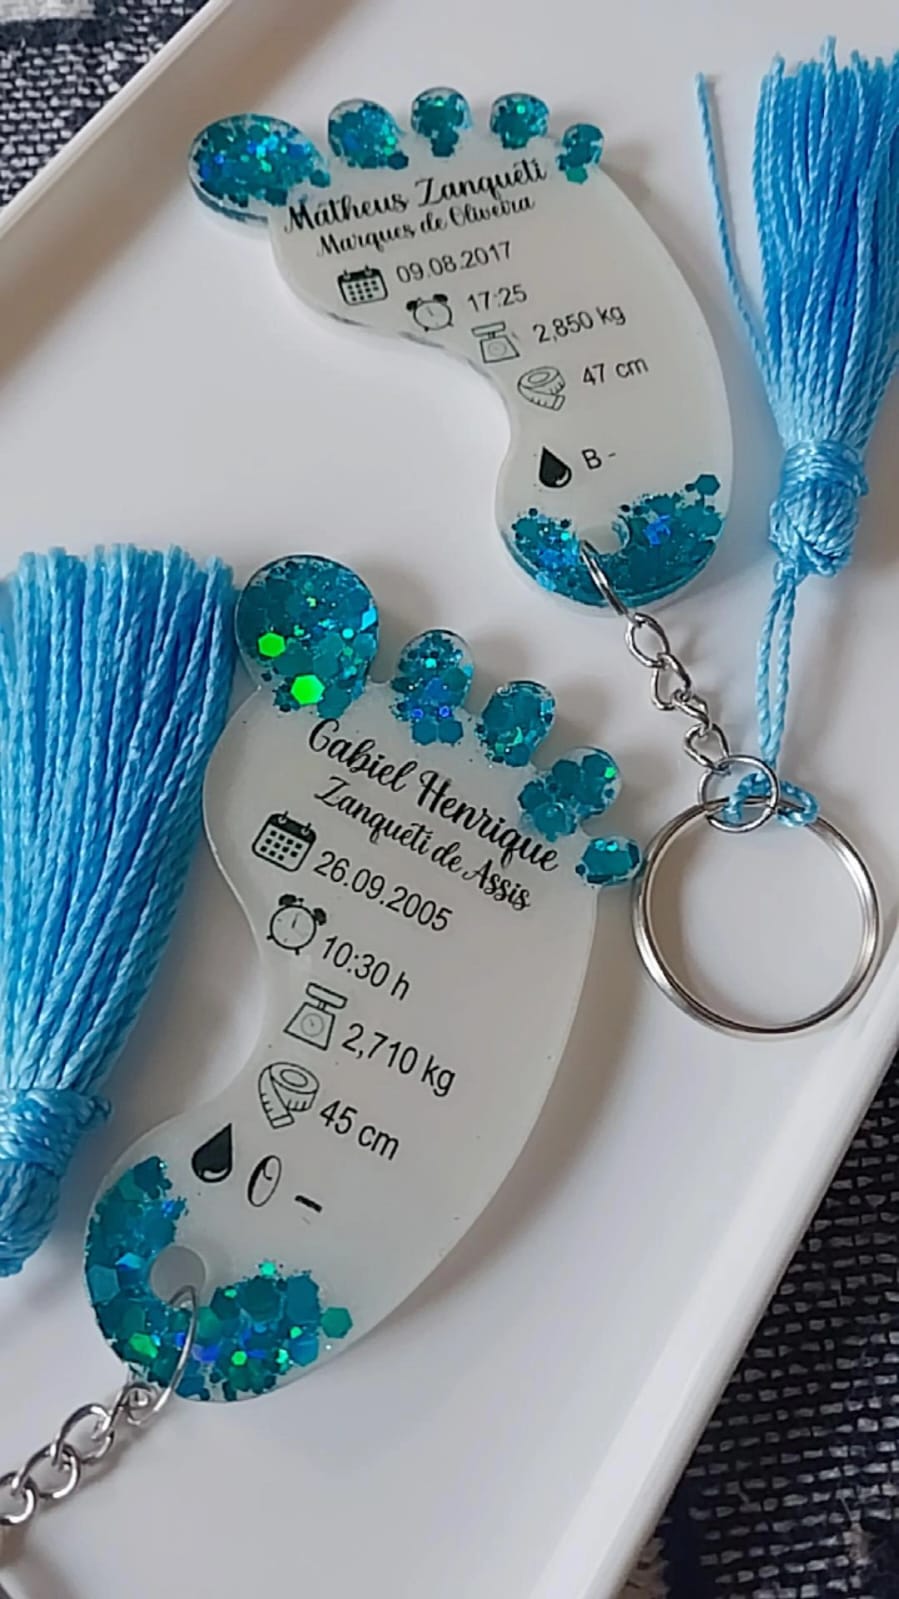 Matheus Zanquêti
Marques de Oliveira
09.08.2017
17:25
2,850 kg
47 cm
B -
Gabiel Henrique
Zanquêti de Assis
26.09.2005
10:30 h
2,710 kg
45 cm
O -